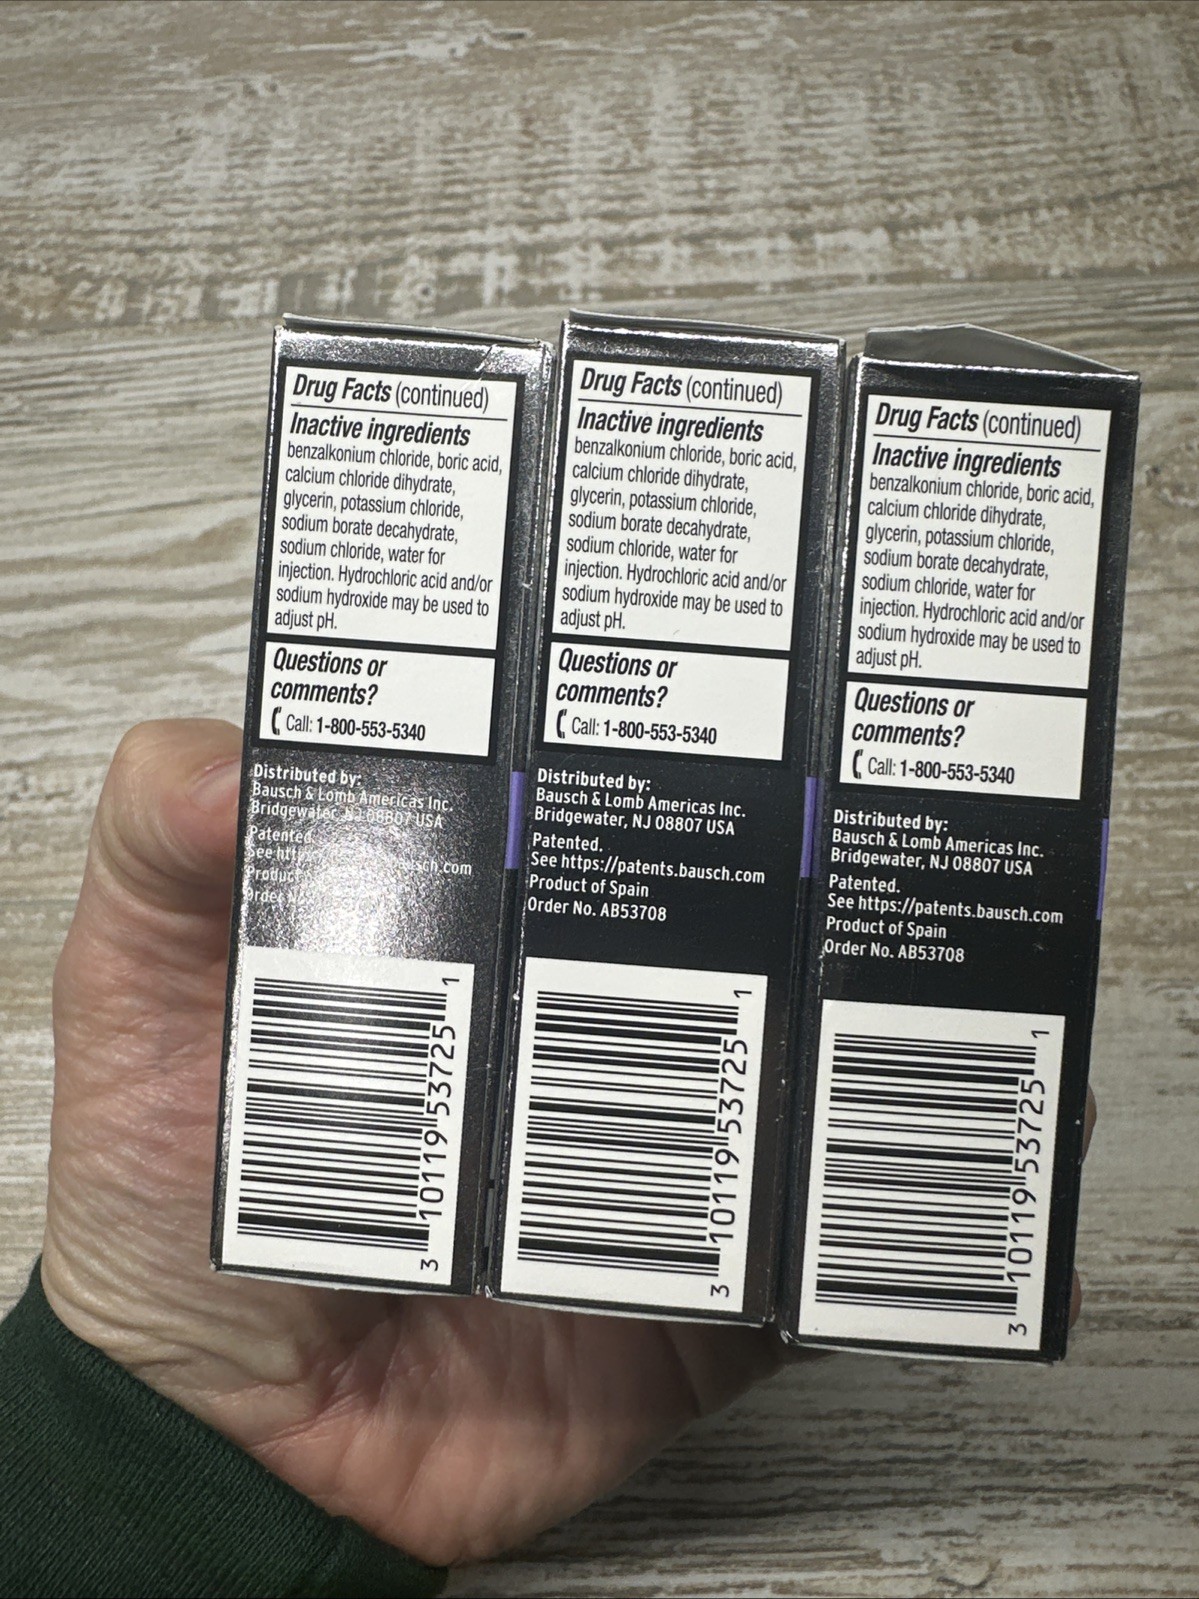 Drug Facts (continued)
Inactive ingredients
benzalkonium chloride, boric acid,
calcium chloride dihydrate,
glycerin, potassium chloride,
sodium borate decahydrate,
sodium chloride, water for
injection. Hydrochloric acid and/or
sodium hydroxide may be used to
adjust pH.
Questions or
comments?
Call: 1-800-553-5340
Distributed by:
Bausch & Lomb Americas Inc.
Bridgewater, NJ 08807 USA
Patented.
See
Product
3 10119 53725 1
Drug Facts (continued)
Inactive ingredients
benzalkonium chloride, boric acid,
calcium chloride dihydrate,
glycerin, potassium chloride,
sodium borate decahydrate,
sodium chloride, water for
injection. Hydrochloric acid and/or
sodium hydroxide may be used to
adjust pH.
Questions or
comments?
Call: 1-800-553-5340
Distributed by:
Bausch & Lomb Americas Inc.
Bridgewater, NJ 08807 USA
Patented.
See https://patents.bausch.com
Product of Spain
Order No. AB53708
3 10119 53725 1
Drug Facts (continued)
Inactive ingredients
benzalkonium chloride, boric acid,
calcium chloride dihydrate,
glycerin, potassium chloride,
sodium borate decahydrate,
sodium chloride, water for
injection. Hydrochloric acid and/or
sodium hydroxide may be used to
adjust pH.
Questions or
comments?
Call: 1-800-553-5340
Distributed by:
Bausch & Lomb Americas Inc.
Bridgewater, NJ 08807 USA
Patented.
See https://patents.bausch.com
Product of Spain
Order No. AB53708
3 10119 53725 1